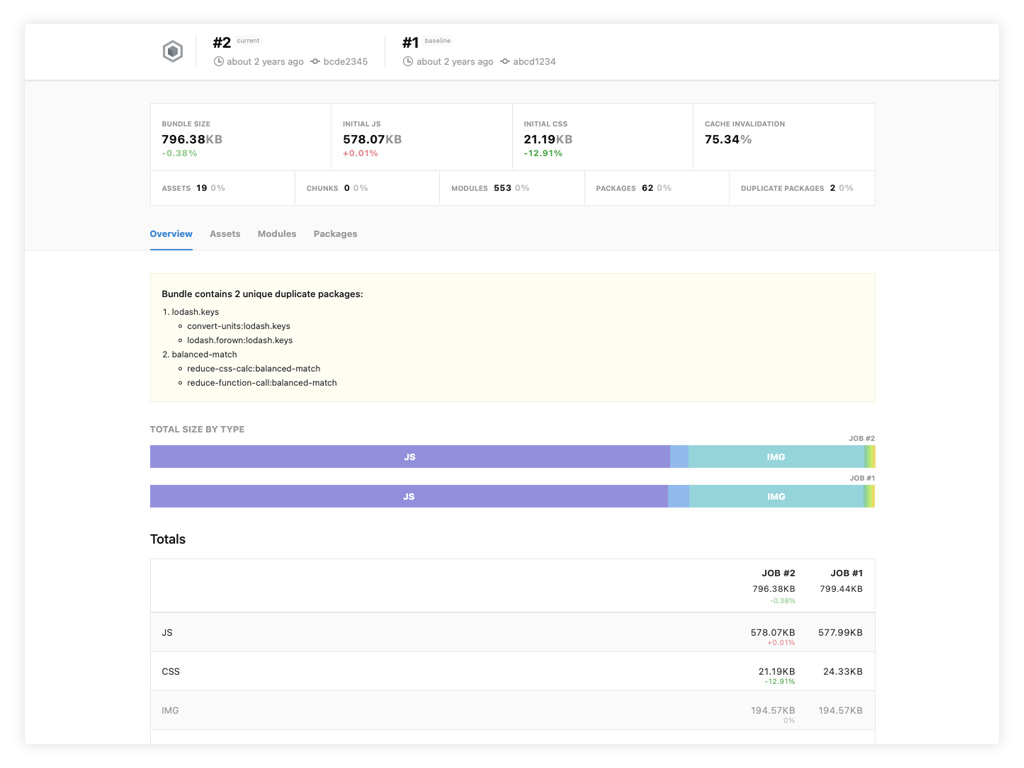 #2 current
about 2 years ago bcde2345
#1 baseline
about 2 years ago abcd1234
BUNDLE SIZE
796.38KB
-0.38%
INITIAL JS
578.07KB
+0.01%
INITIAL CSS
21.19KB
-12.91%
CACHE INVALIDATION
75.34%
ASSETS 19 0%
CHUNKS 0 0%
MODULES 553 0%
PACKAGES 62 0%
DUPLICATE PACKAGES 2 0%
Overview Assets Modules Packages
Bundle contains 2 unique duplicate packages:
1. lodash.keys
convert-units:lodash.keys
lodash.forown:lodash.keys
2. balanced-match
reduce-css-calc:balanced-match
reduce-function-call:balanced-match
TOTAL SIZE BY TYPE
JOB #2
JS IMG
JOB #1
JS IMG
Totals
JOB #2 JOB #1
796.38KB 799.44KB
-0.38%
JS 578.07KB 577.99KB
+0.01%
CSS 21.19KB 24.33KB
-12.91%
IMG 194.57KB 194.57KB
0%